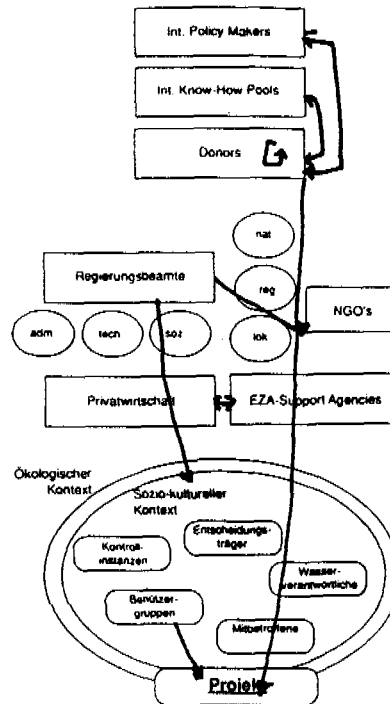 Int. Policy Makers
Int. Know-How Pools
Donors
nat
Regierungsbeamte
reg
NGO's
adm
tech
soz
lok
Privatwirtschaft
EZA-Support Agencies
Ökologischer
Kontext
Sozio-kultureller
Kontext
Entscheidungs-
träger
Kontroll-
instanzen
Wasser-
verantwortliche
Benützer-
gruppen
Mitbetroffene
Projekt